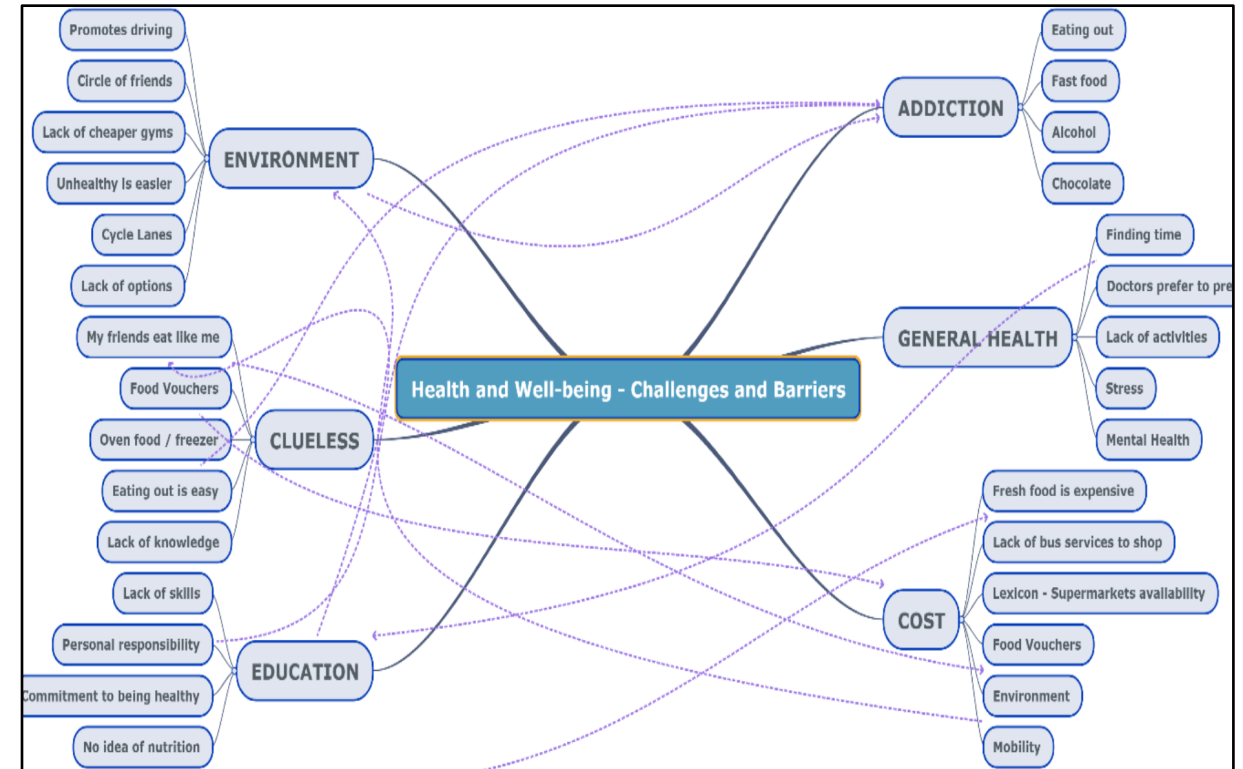 Promotes driving
Circle of friends
Lack of cheaper gyms
Unhealthy is easier
Cycle Lanes
Lack of options
ENVIRONMENT
My friends eat like me
Food Vouchers
Oven food / freezer
Eating out is easy
Lack of knowledge
CLUELESS
Lack of skills
Personal responsibility
Commitment to being healthy
No idea of nutrition
EDUCATION
Health and Well-being - Challenges and Barriers
ADDICTION
Eating out
Fast food
Alcohol
Chocolate
GENERAL HEALTH
Finding time
Doctors prefer to pre
Lack of activities
Stress
Mental Health
COST
Fresh food is expensive
Lack of bus services to shop
Lexicon - Supermarkets availability
Food Vouchers
Environment
Mobility